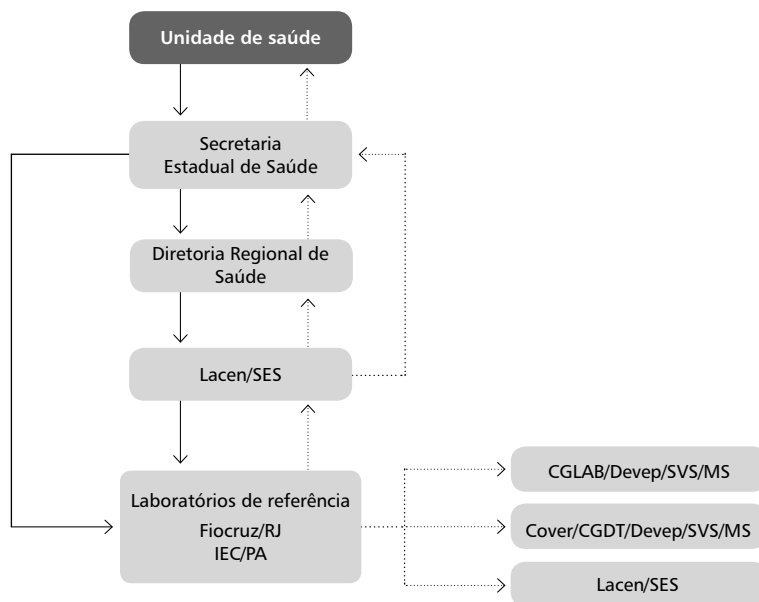 Unidade de saúde
Secretaria
Estadual de Saúde
Diretoria Regional de
Saúde
Lacen/SES
Laboratórios de referência
Fiocruz/RJ
IEC/PA
CGLAB/Devep/SVS/MS
Cover/CGDT/Devep/SVS/MS
Lacen/SES